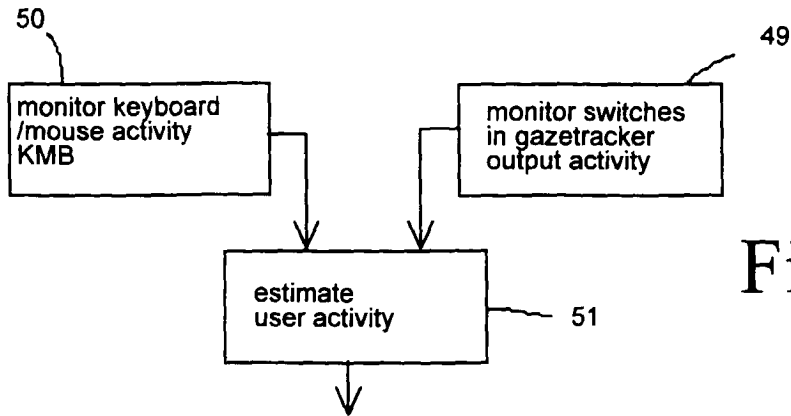 50
49
monitor keyboard
/mouse activity
KMB
monitor switches
in gazetracker
output activity
estimate
user activity
51